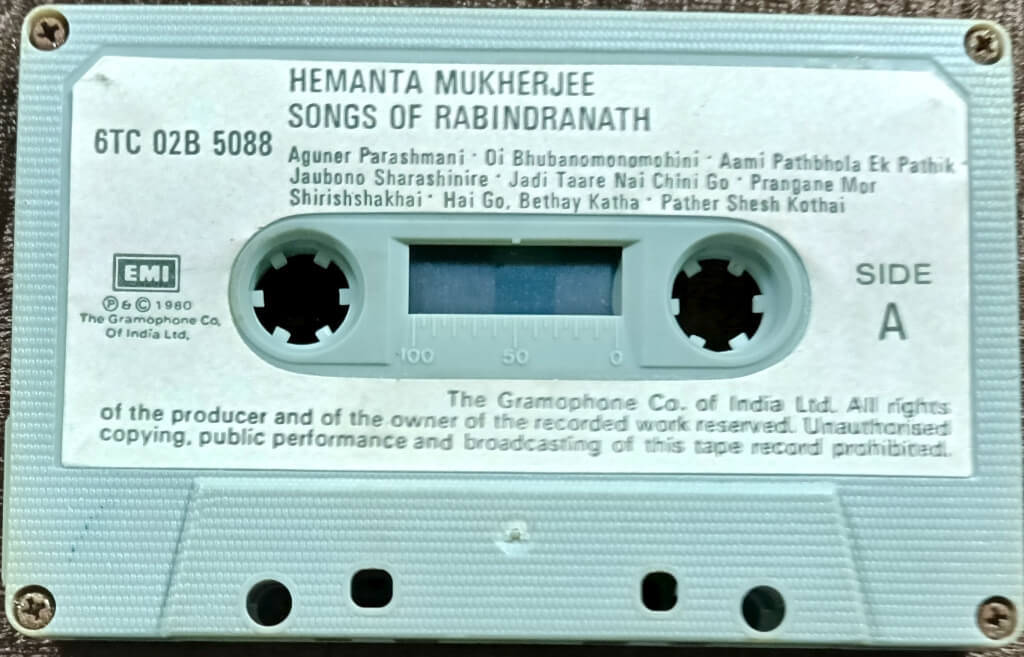 HEMANTA MUKHERJEE
SONGS OF RABINDRANATH
6TC 02B 5088
Aguner Parashmani · Oi Bhubanomonomohini · Aami Pathbhola Ek Pathik
Jaubono Sharashinire · Jadi Taare Nai Chini Go · Prangane Mor
Shirishshakhai · Hai Go, Bethay Katha · Pather Shesh Kothai
EMI
Ⓟ & © 1980
The Gramophone Co,
Of India Ltd,
SIDE
A
100 50 0
The Gramophone Co. of India Ltd. All rights
of the producer and of the owner of the recorded work reserved. Unauthorised
copying, public performance and broadcasting of this tape record prohibited.